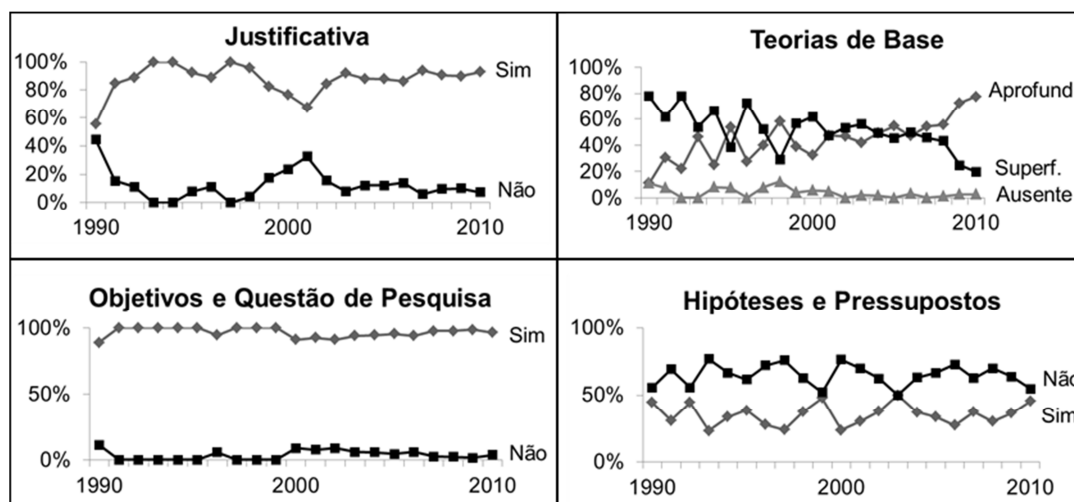 Justificativa
100%
80%
60%
40%
20%
0%
Sim
Não
1990
2000
2010
Teorias de Base
100%
80%
60%
40%
20%
0%
Aprofund
Superf.
Ausente
1990
2000
2010
Objetivos e Questão de Pesquisa
100%
50%
0%
Sim
Não
1990
2000
2010
Hipóteses e Pressupostos
100%
50%
0%
Não
Sim
1990
2000
2010